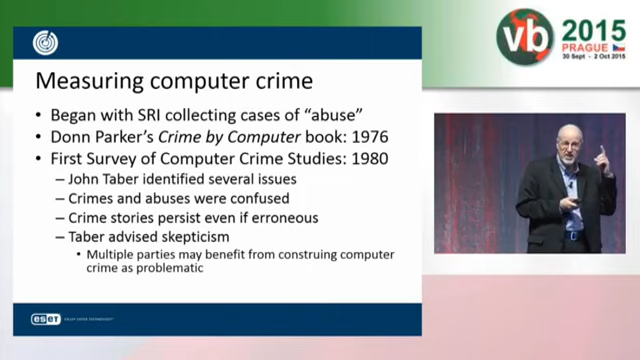 Measuring computer crime
• Began with SRI collecting cases of “abuse”
• Donn Parker’s Crime by Computer book: 1976
• First Survey of Computer Crime Studies: 1980
– John Taber identified several issues
– Crimes and abuses were confused
– Crime stories persist even if erroneous
– Taber advised skepticism
• Multiple parties may benefit from construing computer
crime as problematic
eset ENJOY SAFER TECHNOLOGY™
vb 2015
PRAGUE
30 Sept - 2 Oct 2015